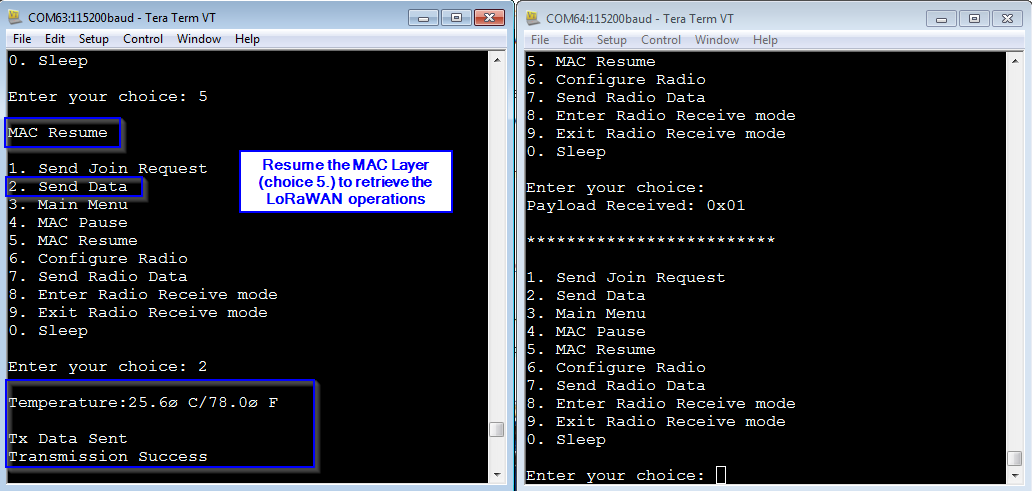 COM63:115200baud - Tera Term VT
File Edit Setup Control Window Help
0. Sleep
Enter your choice: 5
MAC Resume
1. Send Join Request
2. Send Data
3. Main Menu
4. MAC Pause
5. MAC Resume
6. Configure Radio
7. Send Radio Data
8. Enter Radio Receive mode
9. Exit Radio Receive mode
0. Sleep
Enter your choice: 2
Temperature:25.6ø C/78.0ø F
Tx Data Sent
Transmission Success
Resume the MAC Layer
(choice 5.) to retrieve the
LoRaWAN operations
COM64:115200baud - Tera Term VT
File Edit Setup Control Window Help
5. MAC Resume
6. Configure Radio
7. Send Radio Data
8. Enter Radio Receive mode
9. Exit Radio Receive mode
0. Sleep
Enter your choice:
Payload Received: 0x01
*************************
1. Send Join Request
2. Send Data
3. Main Menu
4. MAC Pause
5. MAC Resume
6. Configure Radio
7. Send Radio Data
8. Enter Radio Receive mode
9. Exit Radio Receive mode
0. Sleep
Enter your choice: